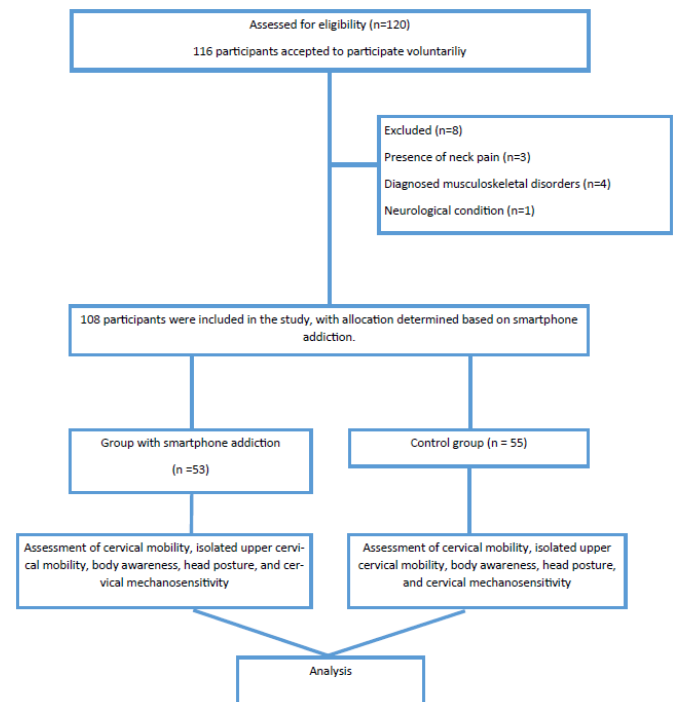 Assessed for eligibility (n=120)
116 participants accepted to participate voluntariliy
Excluded (n=8)
Presence of neck pain (n=3)
Diagnosed musculoskeletal disorders (n=4)
Neurological condition (n=1)
108 participants were included in the study, with allocation determined based on smartphone
addiction.
Group with smartphone addiction
(n =53)
Control group (n = 55)
Assessment of cervical mobility, isolated upper cervi-
cal mobility, body awareness, head posture, and cer-
vical mechanosensitivity
Assessment of cervical mobility, isolated upper
cervical mobility, body awareness, head posture,
and cervical mechanosensitivity
Analysis